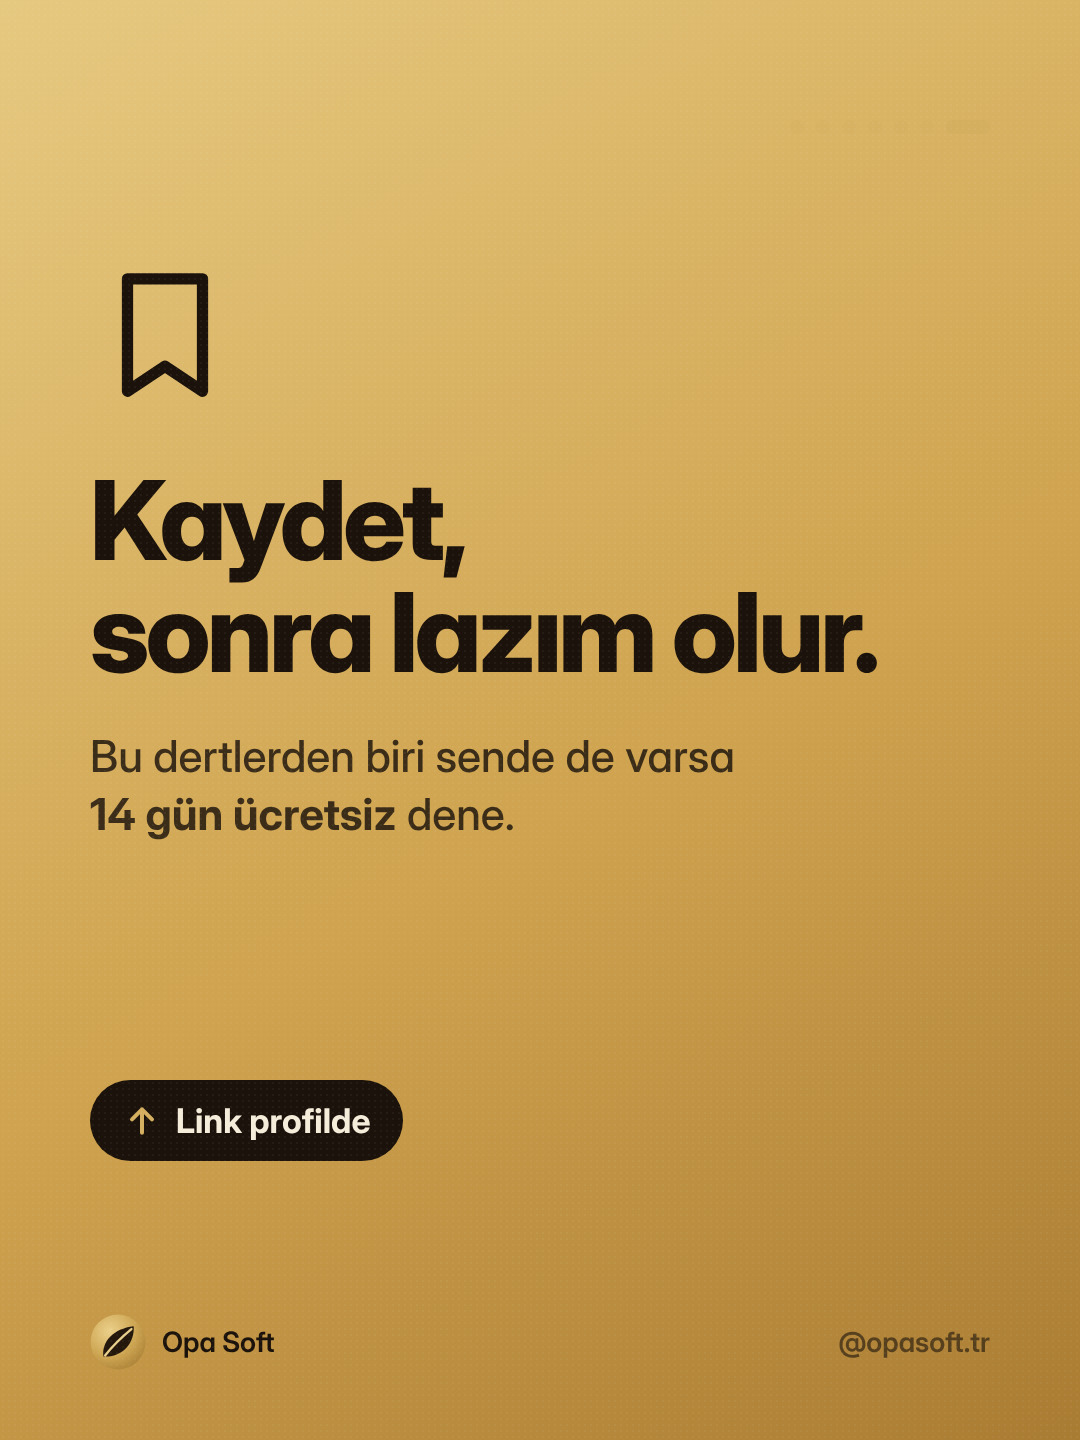 Kaydet,
sonra lazım olur.
Bu dertlerden biri sende de varsa
14 gün ücretsiz dene.
Link profilde
Opa Soft
@opasoft.tr